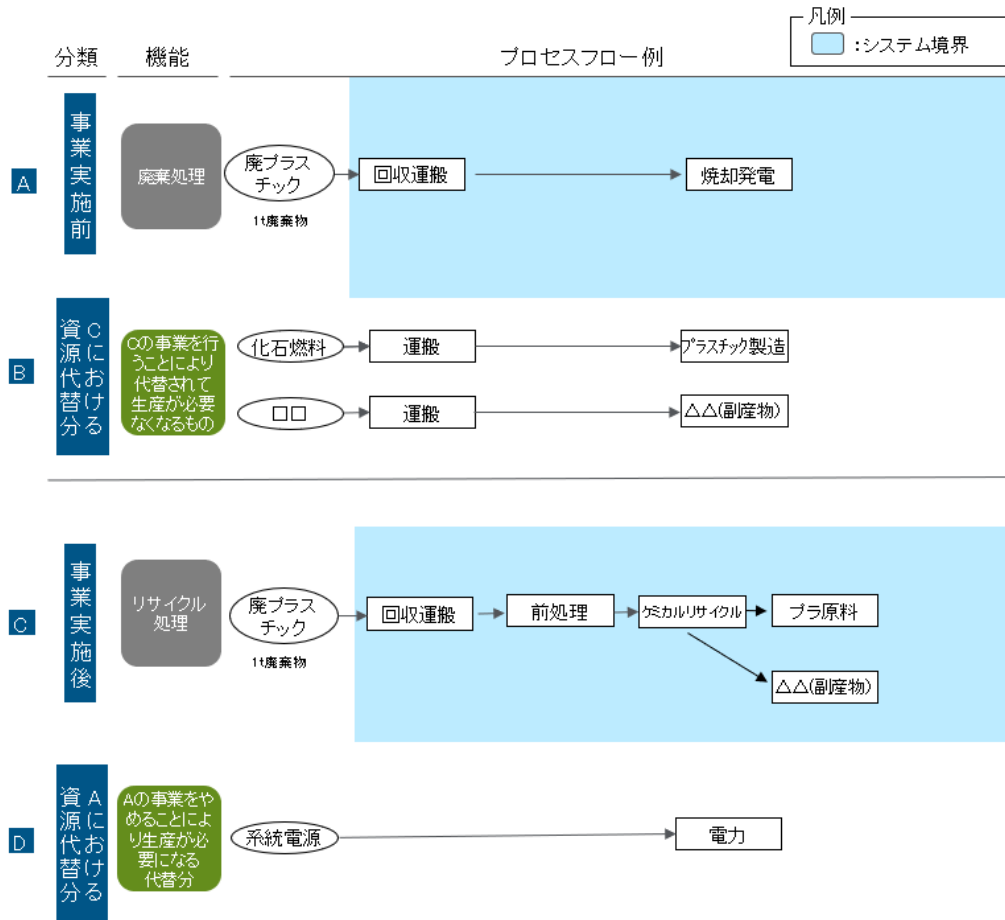 凡例
:システム境界
分類
機能
プロセスフロー例
A
事業実施前
廃棄処理
廃プラス
チック
1t廃棄物
回収運搬
焼却発電
B
Cにおける
資源代替分
Cの事業を行
うことにより
代替されて
生産が必要
なくなるもの
化石燃料
運搬
プラスチック製造
□□
運搬
△△(副産物)
C
事業実施後
リサイクル
処理
廃プラス
チック
1t廃棄物
回収運搬
前処理
ケミカルリサイクル
プラ原料
△△(副産物)
D
Aにおける
資源代替分
Aの事業をや
めることによ
り生産が必
要になる
代替分
系統電源
電力